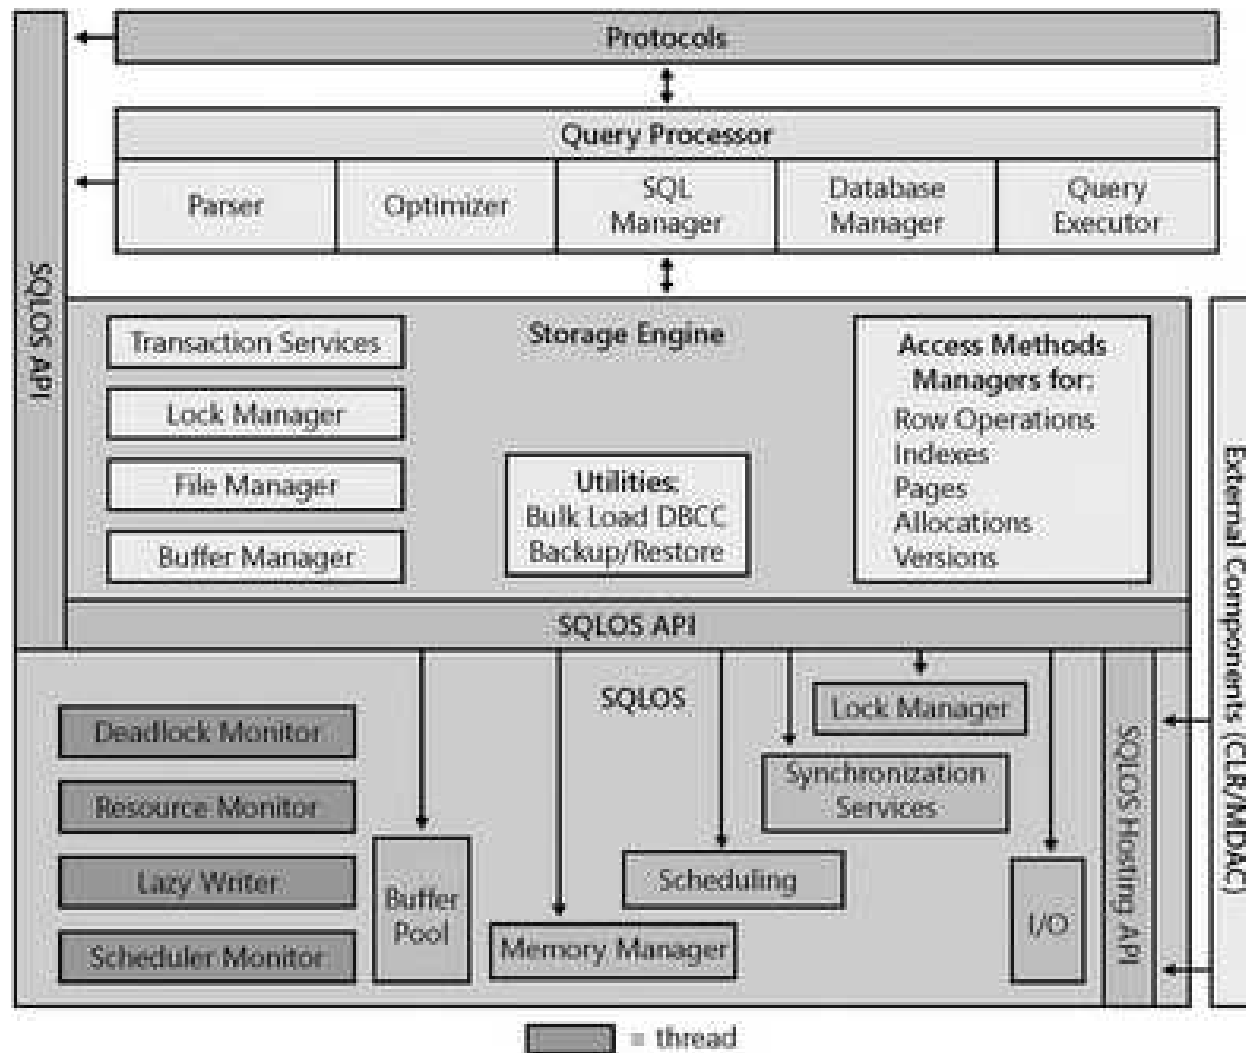 Protocols
Query Processor
Parser
Optimizer
SQL
Manager
Database
Manager
Query
Executor
SQLOS API
Storage Engine
Transaction Services
Lock Manager
File Manager
Buffer Manager
Utilities:
Bulk Load DBCC
Backup/Restore
Access Methods
Managers for:
Row Operations
Indexes
Pages
Allocations
Versions
External Components (CLR/MDAC)
SQLOS API
SQLOS
Deadlock Monitor
Resource Monitor
Lazy Writer
Scheduler Monitor
Buffer
Pool
Memory Manager
Scheduling
Synchronization
Services
Lock Manager
I/O
SQLOS Hosting API
= thread